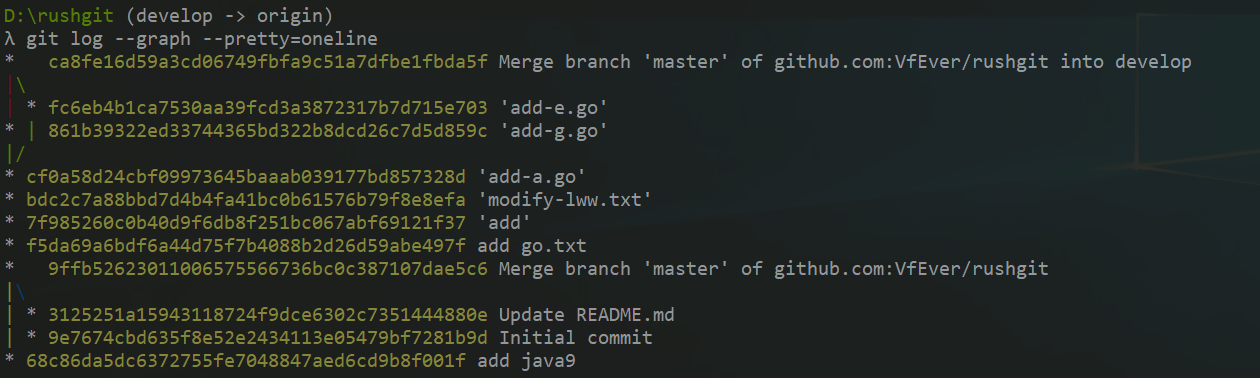 D:\rushgit (develop -> origin)
λ git log --graph --pretty=oneline
*   ca8fe16d59a3cd06749fbfa9c51a7dfbe1fbda5f Merge branch 'master' of github.com:VfEver/rushgit into develop
|\
| * fc6eb4b1ca7530aa39fcd3a3872317b7d715e703 'add-e.go'
* | 861b39322ed33744365bd322b8dcd26c7d5d859c 'add-g.go'
|/
* cf0a58d24cbf09973645baaab039177bd857328d 'add-a.go'
* bdc2c7a88bbd7d4b4fa41bc0b61576b79f8e8efa 'modify-lww.txt'
* 7f985260c0b40d9f6db8f251bc067abf69121f37 'add'
* f5da69a6bdf6a44d75f7b4088b2d26d59abe497f add go.txt
*   9ffb52623011006575566736bc0c387107dae5c6 Merge branch 'master' of github.com:VfEver/rushgit
|\
| * 3125251a15943118724f9dce6302c7351444880e Update README.md
| * 9e7674cbd635f8e52e2434113e05479bf7281b9d Initial commit
* 68c86da5dc6372755fe7048847aed6cd9b8f001f add java9